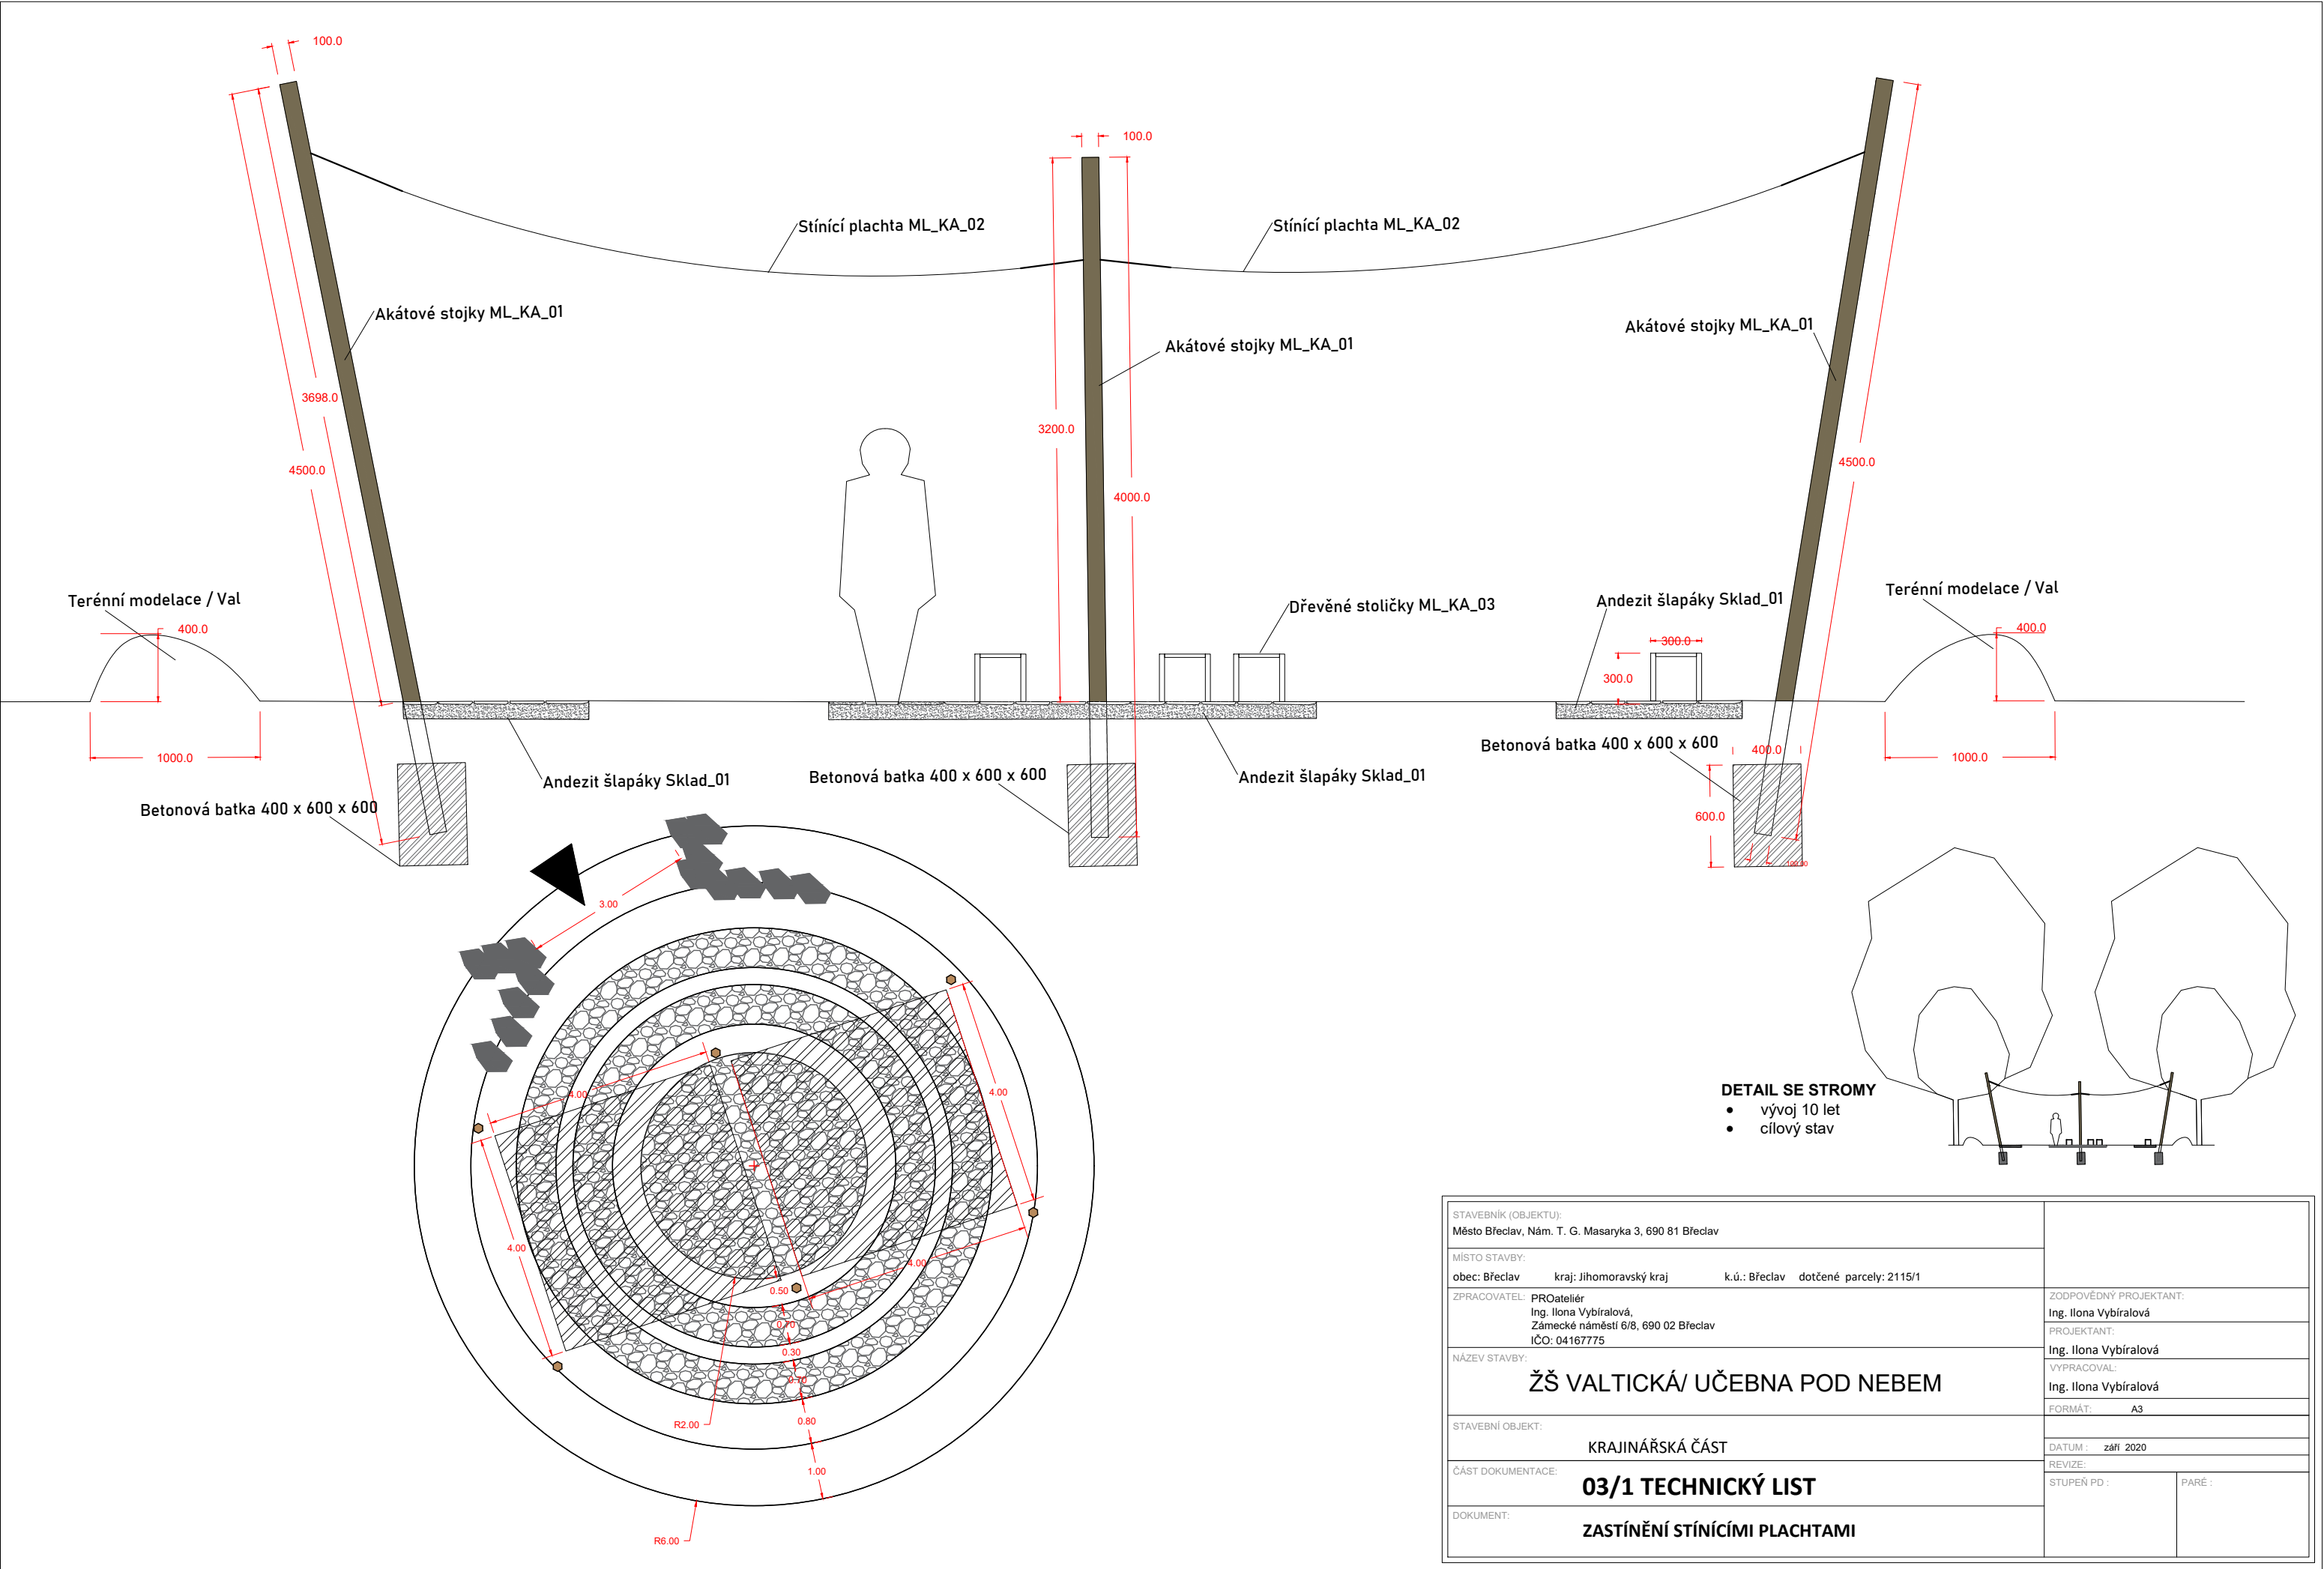 100.0
100.0
Stínící plachta ML_KA_02
Stínící plachta ML_KA_02
Akátové stojky ML_KA_01
Akátové stojky ML_KA_01
Akátové stojky ML_KA_01
3698.0
3200.0
4500.0
4500.0
4000.0
Terénní modelace / Val
400.0
Dřevěné stoličky ML_KA_03
Andezit šlapáky Sklad_01
Terénní modelace / Val
400.0
300.0
300.0
1000.0
Andezit šlapáky Sklad_01
Betonová batka 400 x 600 x 600
Betonová batka 400 x 600 x 600
Andezit šlapáky Sklad_01
Betonová batka 400 x 600 x 600
400.0
1000.0
600.0
100.00
3.00
4.00
4.00
4.00
4.00
0.50
0.70
0.30
0.70
0.80
R2.00
1.00
R6.00
DETAIL SE STROMY
• vývoj 10 let
• cílový stav
STAVEBNÍK (OBJEKTU):
Město Břeclav, Nám. T. G. Masaryka 3, 690 81 Břeclav
MÍSTO STAVBY:
obec: Břeclav kraj: Jihomoravský kraj k.ú.: Břeclav dotčené parcely: 2115/1
ZPRACOVATEL: PROateliér
Ing. Ilona Vybíralová,
Zámecké náměstí 6/8, 690 02 Břeclav
IČO: 04167775
NÁZEV STAVBY:
ŽŠ VALTICKÁ/ UČEBNA POD NEBEM
STAVEBNÍ OBJEKT:
KRAJINÁŘSKÁ ČÁST
ČÁST DOKUMENTACE:
03/1 TECHNICKÝ LIST
DOKUMENT:
ZASTÍNĚNÍ STÍNÍCÍMI PLACHTAMI
ZODPOVĚDNÝ PROJEKTANT:
Ing. Ilona Vybíralová
PROJEKTANT:
Ing. Ilona Vybíralová
VYPRACOVAL:
Ing. Ilona Vybíralová
FORMÁT: A3
DATUM : září 2020
REVIZE:
STUPEŇ PD : PARÉ :